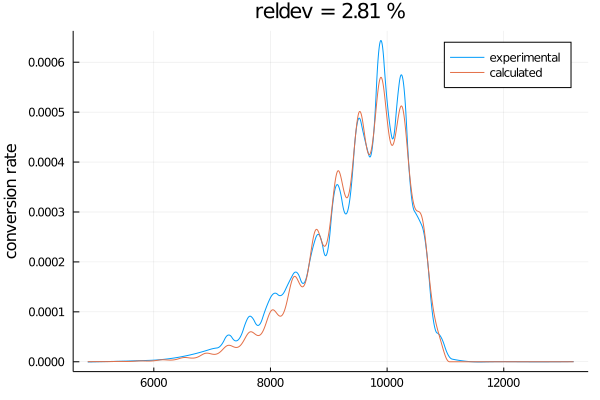 reldev = 2.81 %
experimental
calculated
conversion rate
0.0006
0.0005
0.0004
0.0003
0.0002
0.0001
0.0000
6000 8000 10000 12000